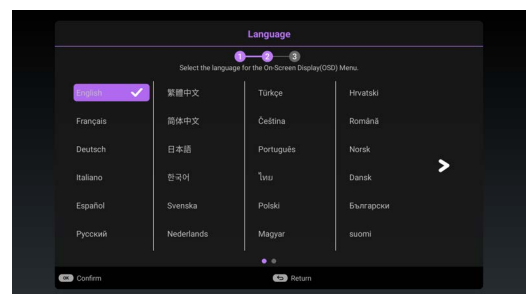 Language
1 2 3
Select the language for the On-Screen Display(OSD) Menu.
English 繁體中文 Türkçe Hrvatski
Français 简体中文 Čeština Română
Deutsch 日本語 Português Norsk
Italiano 한국어 ไทย Dansk
Español Svenska Polski Български
Русский Nederlands Magyar suomi
OK Confirm Return